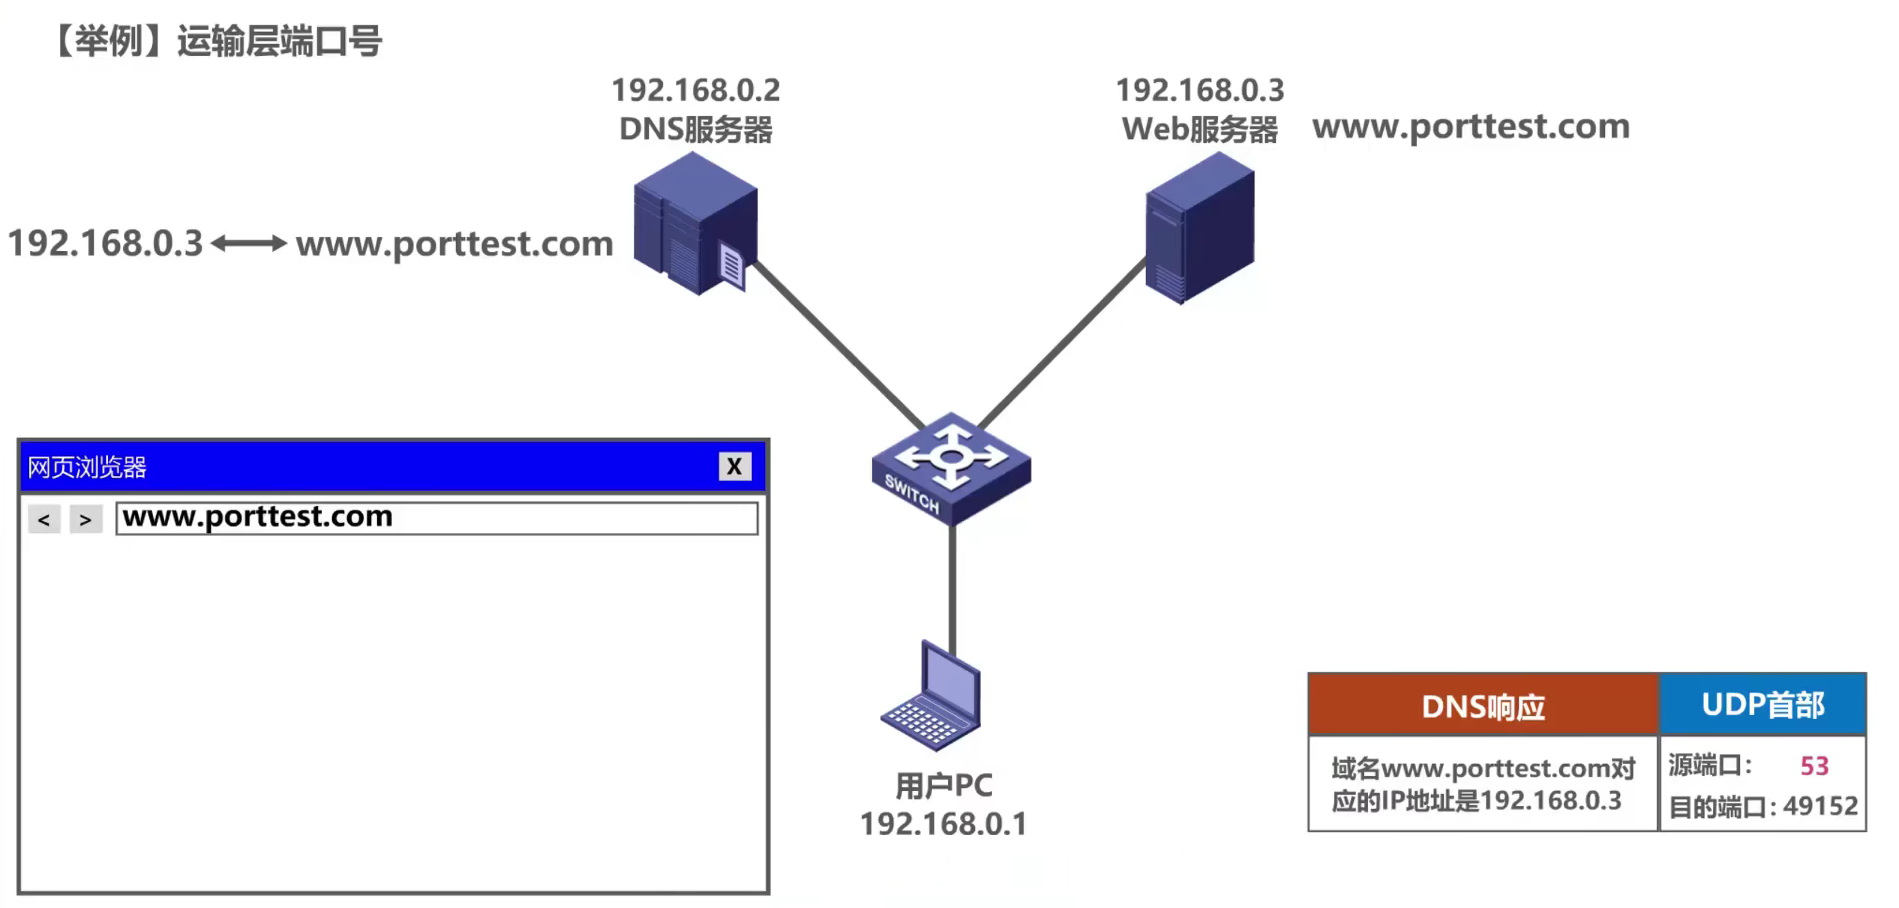 【举例】运输层端口号
192.168.0.2
DNS服务器
192.168.0.3
Web服务器
www.porttest.com
192.168.0.3
www.porttest.com
网页浏览器
X
<
>
www.porttest.com
SWITCH
用户PC
192.168.0.1
DNS响应
UDP首部
域名www.porttest.com对
应的IP地址是192.168.0.3
源端口： 53
目的端口：49152